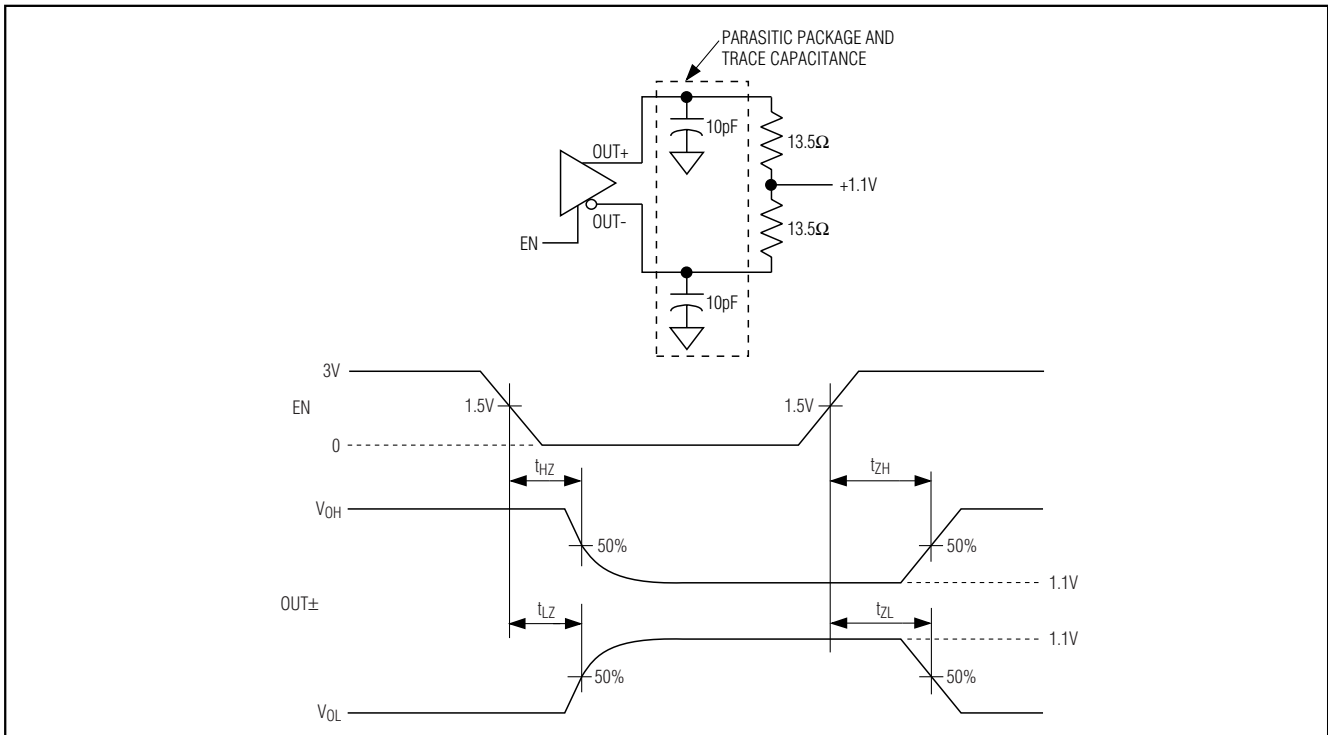 PARASITIC PACKAGE AND
TRACE CAPACITANCE
10pF
13.5Ω
OUT+
+1.1V
OUT-
13.5Ω
EN
10pF
3V
EN
1.5V
1.5V
0
tHZ
tZH
VOH
50%
50%
1.1V
OUT±
tLZ
tZL
1.1V
50%
50%
VOL